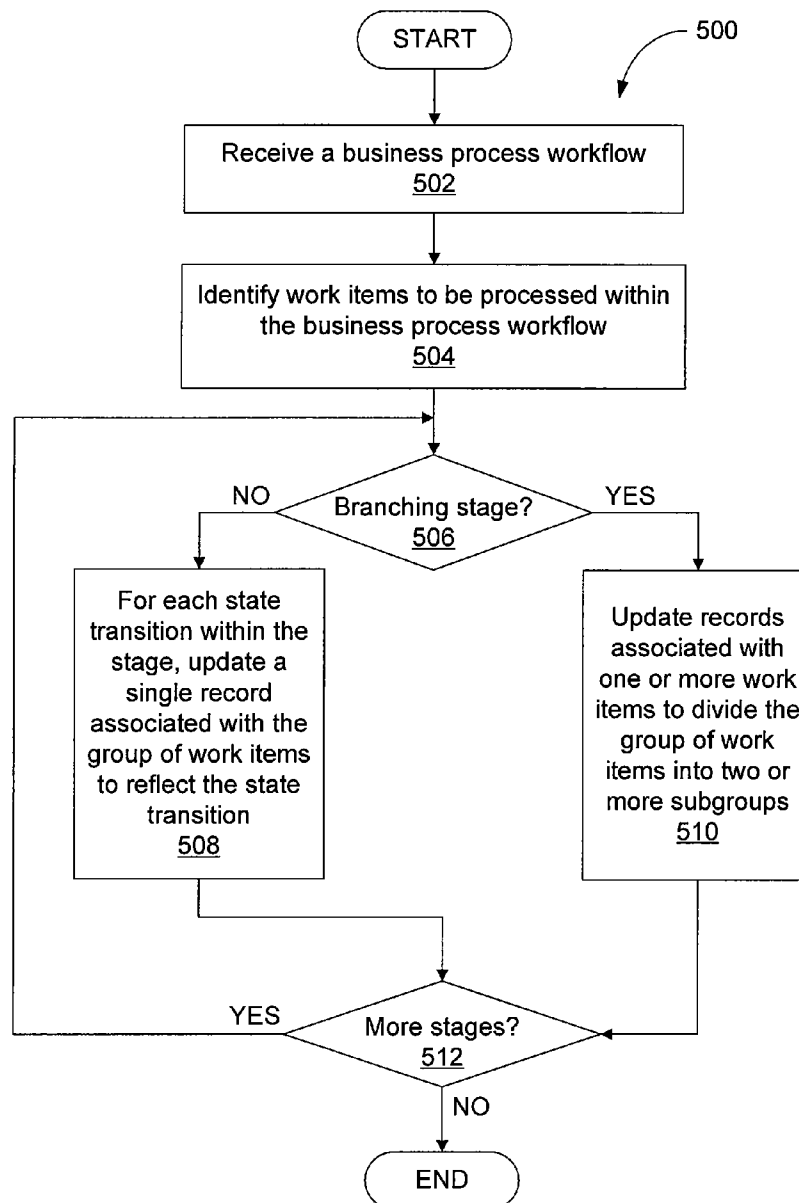 START
500
Receive a business process workflow
502
Identify work items to be processed within
the business process workflow
504
NO
Branching stage?
506
YES
For each state
transition within the
stage, update a
single record
associated with the
group of work items
to reflect the state
transition
508
Update records
associated with
one or more work
items to divide the
group of work
items into two or
more subgroups
510
YES
More stages?
512
NO
END